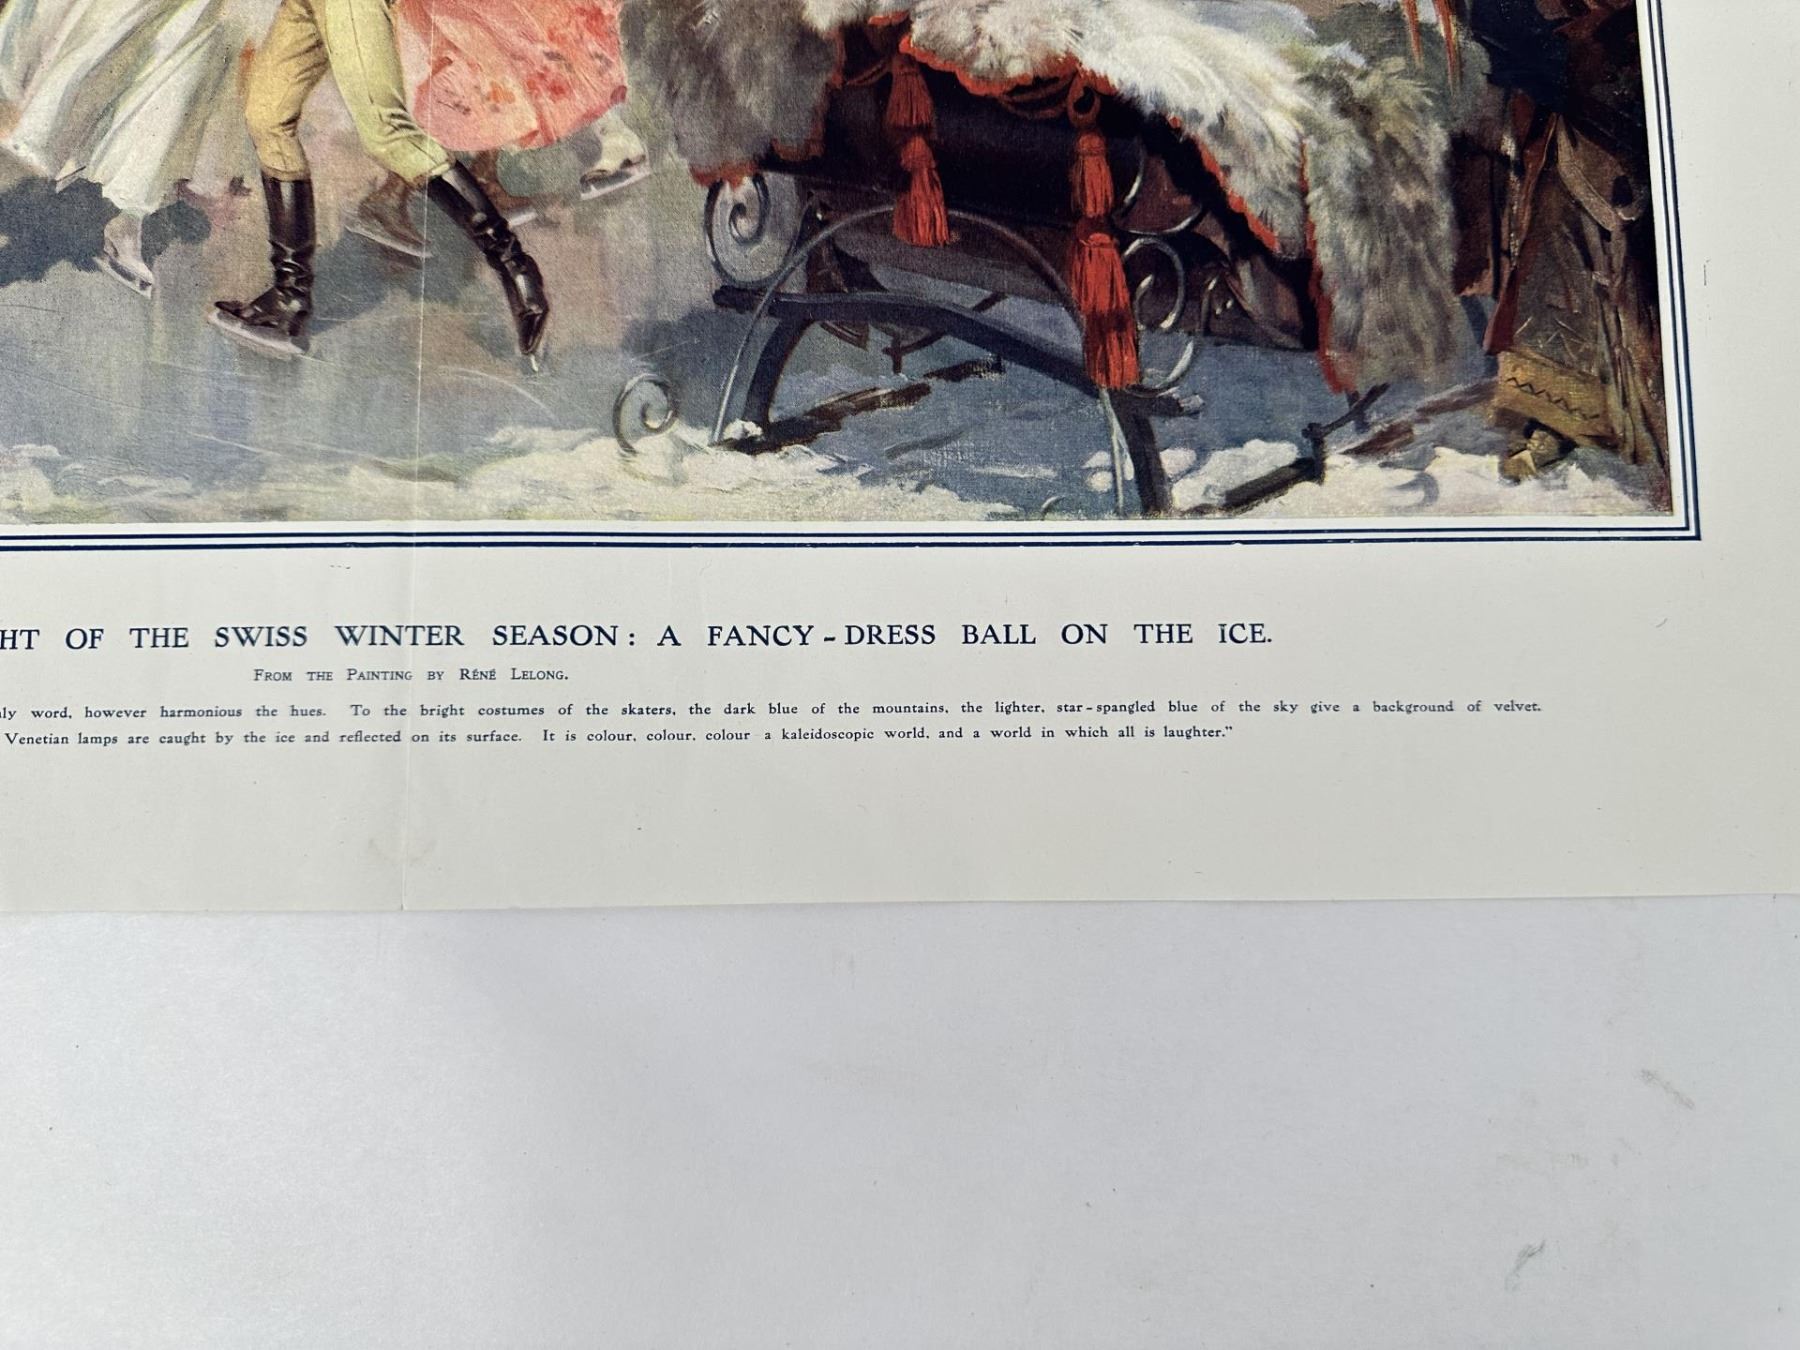 HT OF THE SWISS WINTER SEASON: A FANCY-DRESS BALL ON THE ICE.
From the Painting by Réné Lelong.
word, however harmonious the hues. To the bright costumes of the skaters, the dark blue of the mountains, the lighter, star-spangled blue of the sky give a background of velvet.
Venetian lamps are caught by the ice and reflected on its surface. It is colour, colour, colour a kaleidoscopic world, and a world in which all is laughter."